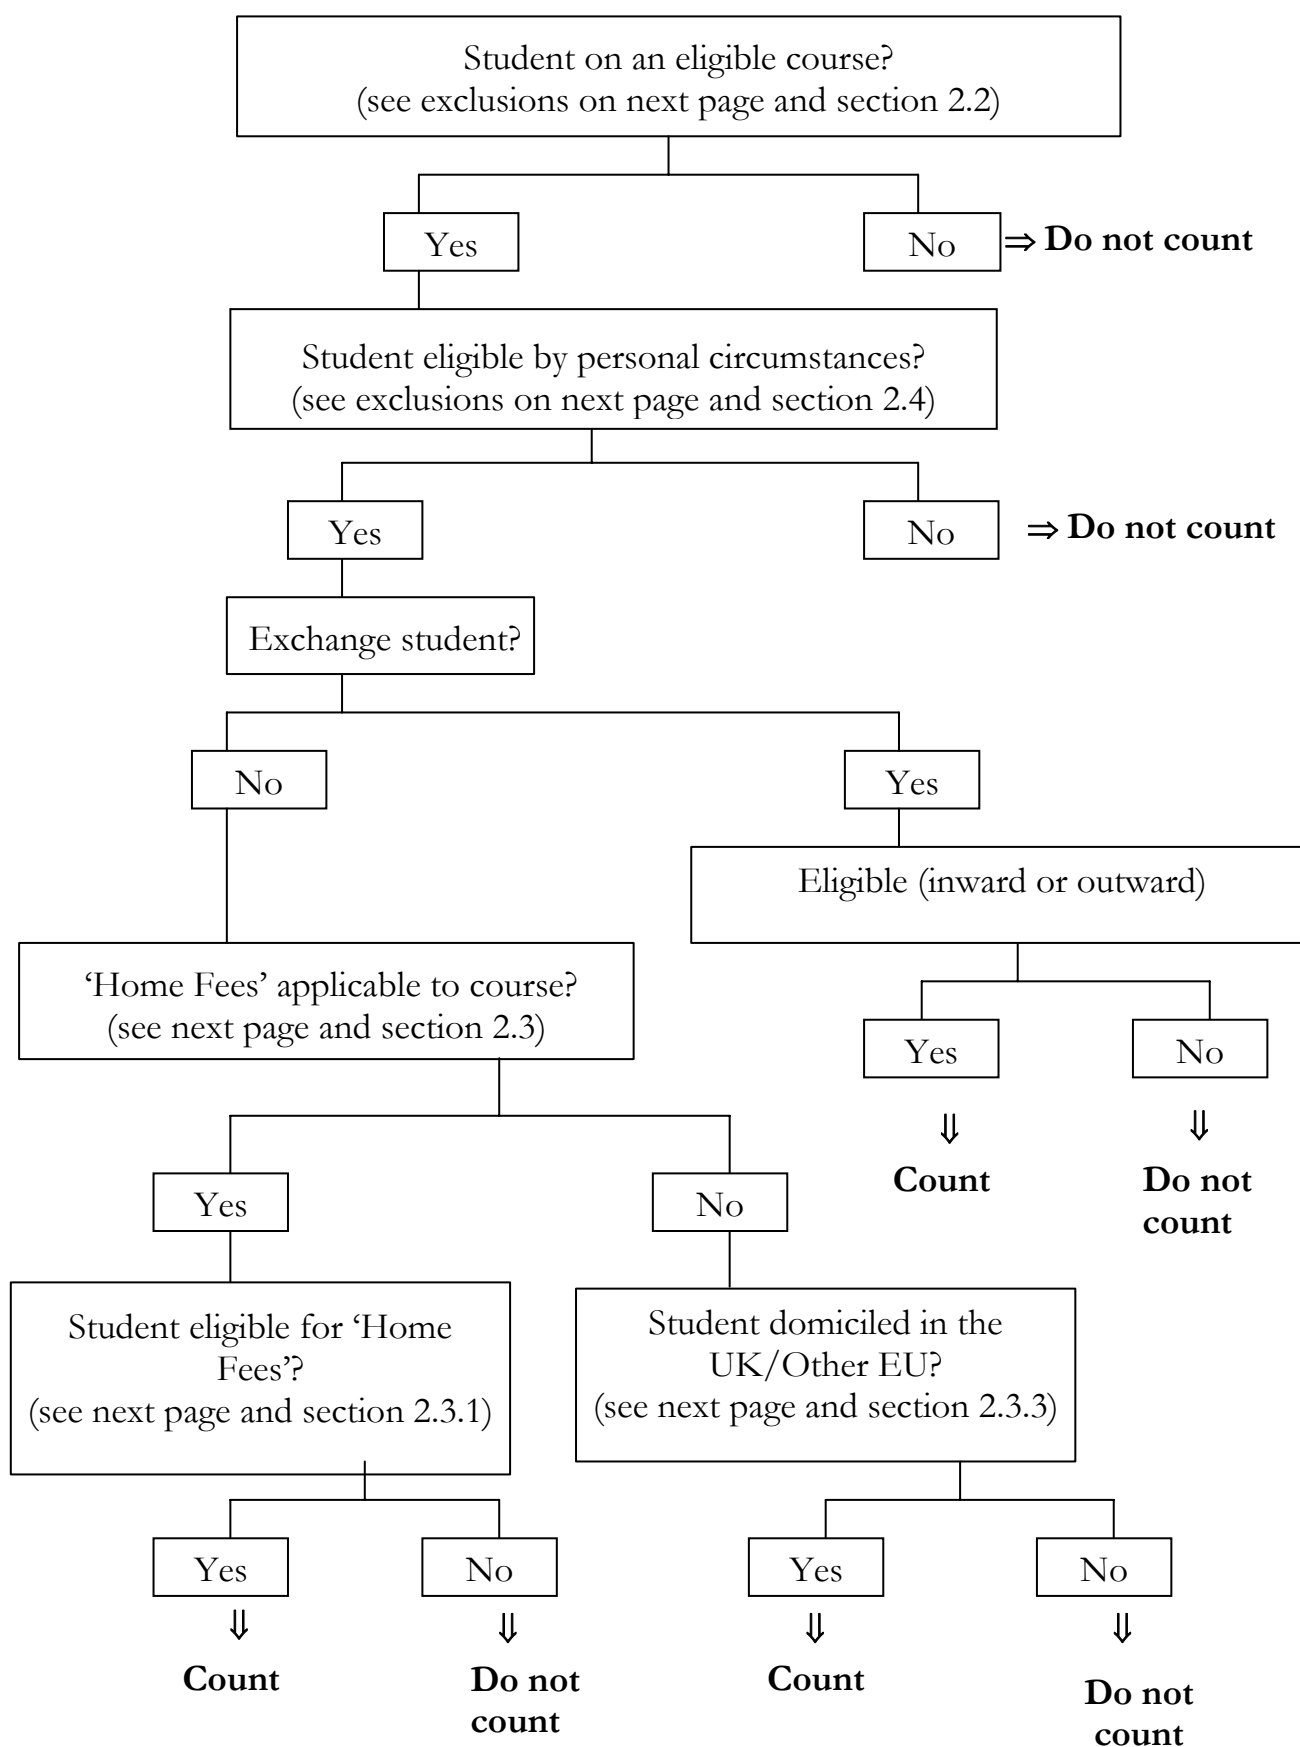 Student on an eligible course?
(see exclusions on next page and section 2.2)
Yes
No
⇒ Do not count
Student eligible by personal circumstances?
(see exclusions on next page and section 2.4)
Yes
No
⇒ Do not count
Exchange student?
No
Yes
Eligible (inward or outward)
‘Home Fees’ applicable to course?
(see next page and section 2.3)
Yes
No
⇓
⇓
Count
Do not
count
Yes
No
Student eligible for ‘Home
Fees’?
(see next page and section 2.3.1)
Student domiciled in the
UK/Other EU?
(see next page and section 2.3.3)
Yes
No
Yes
No
⇓
⇓
⇓
⇓
Count
Do not
count
Count
Do not
count